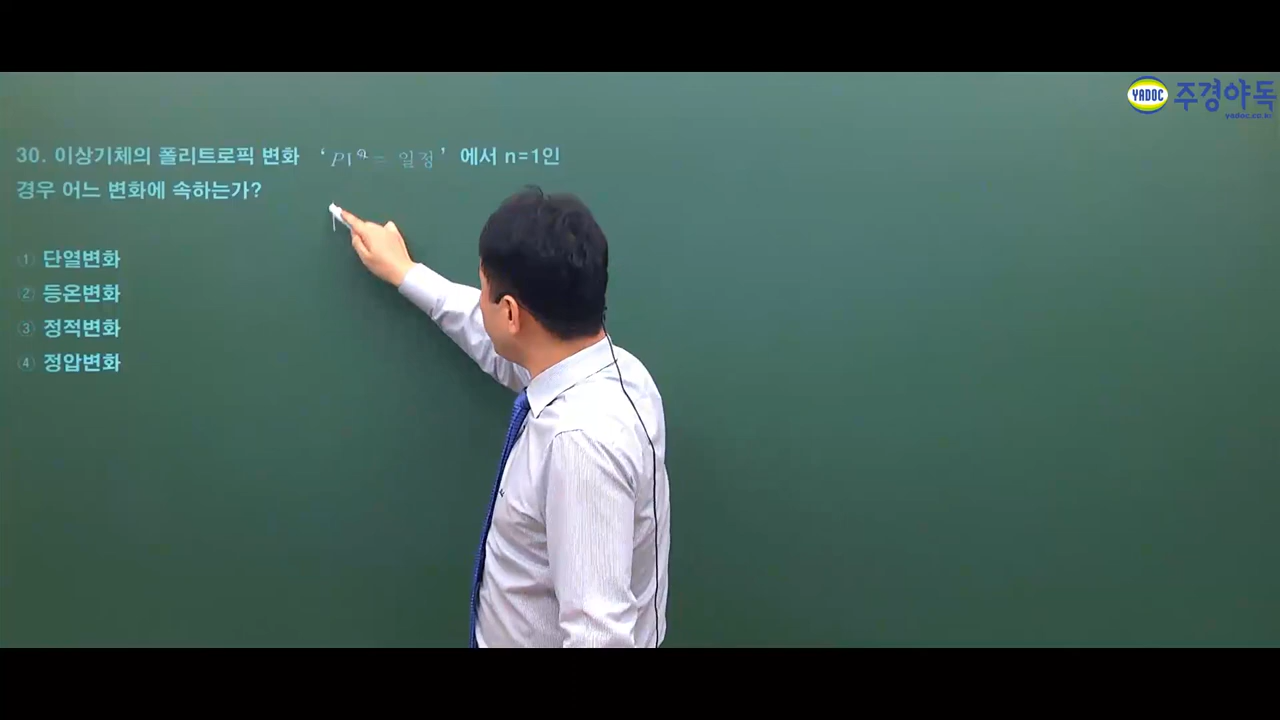 YADOC 주경야독
yadoc.co.kr
30. 이상기체의 폴리트로픽 변화 ‘PVⁿ= 일정’에서 n=1인
경우 어느 변화에 속하는가?
① 단열변화
② 등온변화
③ 정적변화
④ 정압변화